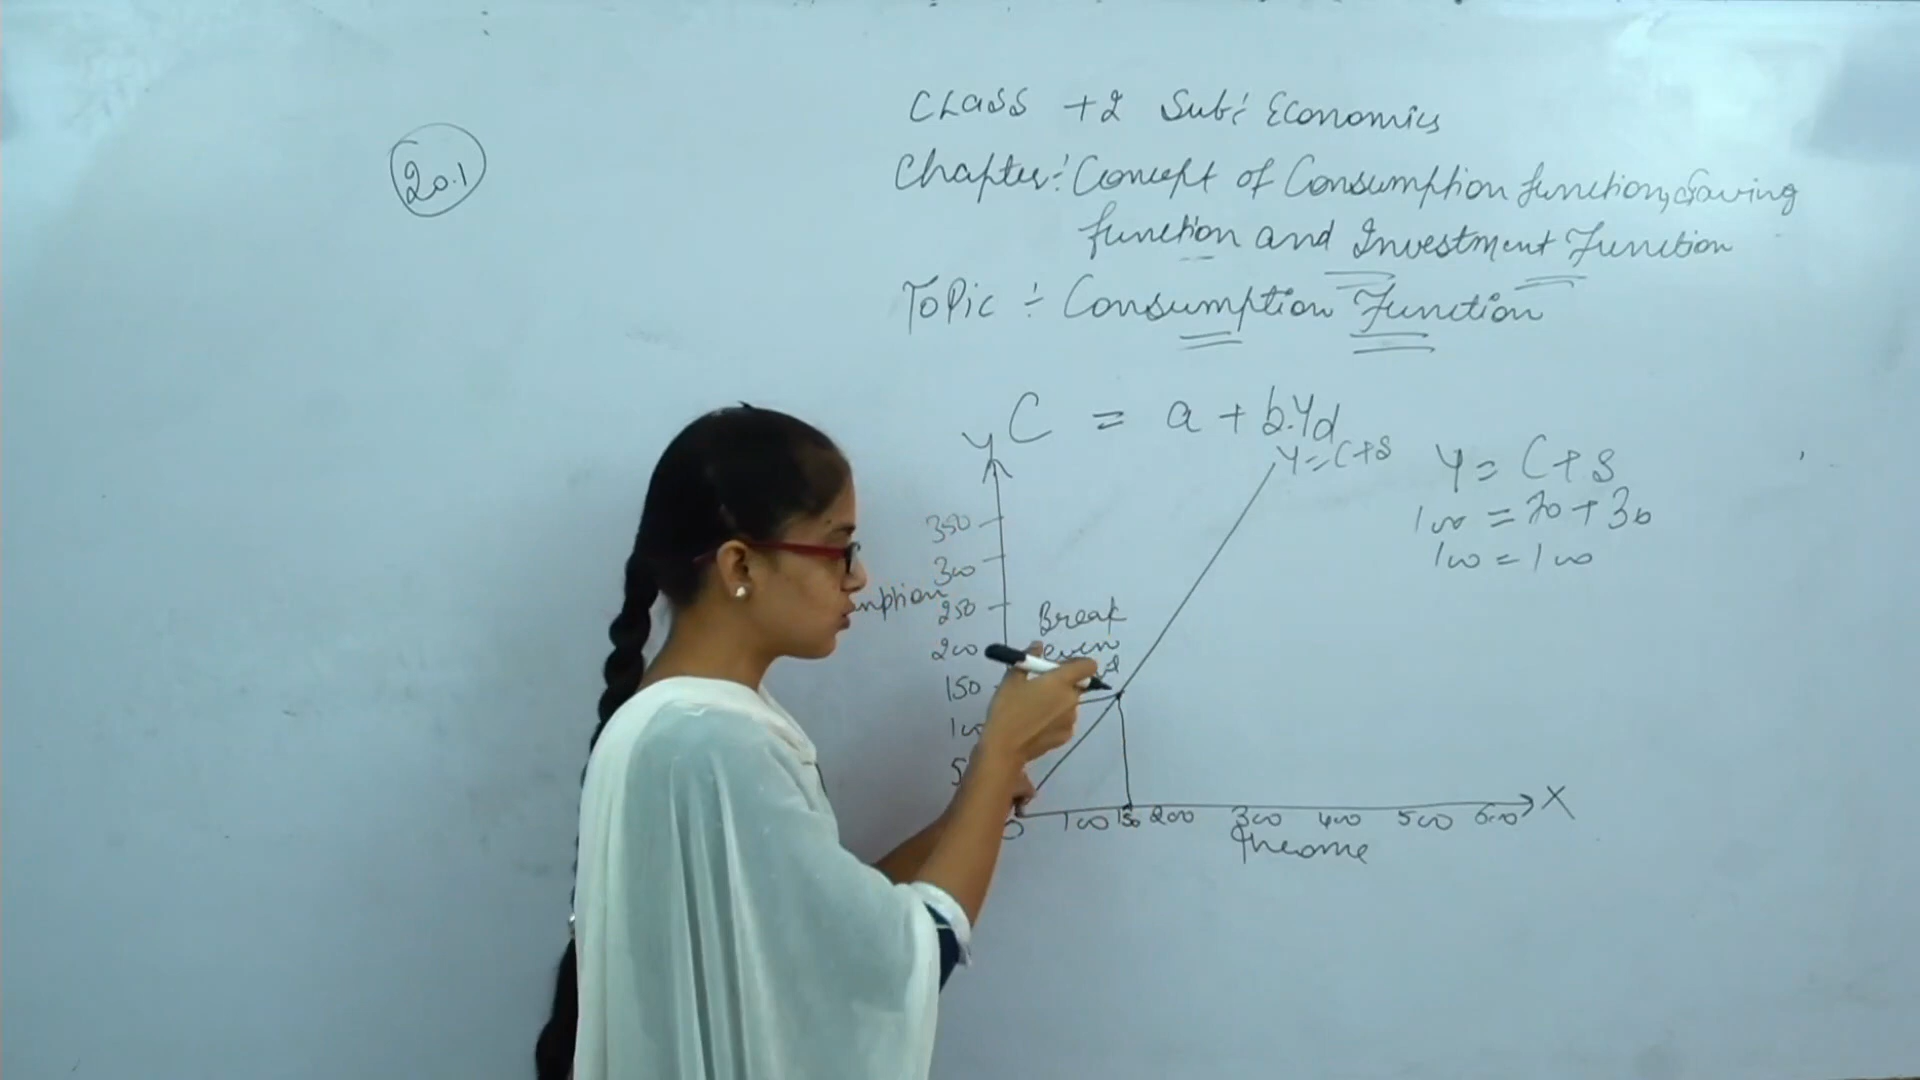 20.1
Class +2 Sub: Economics
Chapter: Concept of Consumption function, Saving
function and Investment Function
Topic ÷ Consumption Function
C = a + b.Yd
Y
Y=C+S
Y = C+S
100 = 70 + 30
100 = 100
350
300
250
200
150
100
Break
even
0 100 150 200 300 400 500 600 X
Income